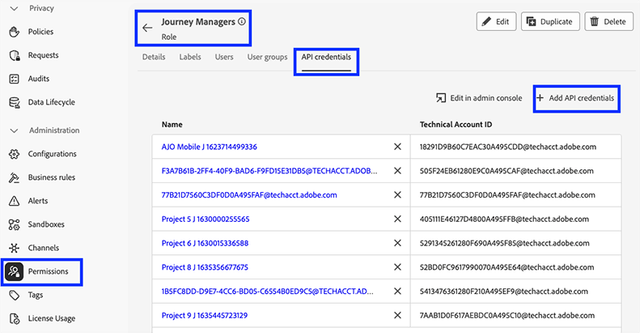 Privacy
Policies
Requests
Audits
Data Lifecycle
Administration
Configurations
Business rules
Alerts
Sandboxes
Channels
Permissions
Tags
License Usage
Journey Managers
Role
Edit
Duplicate
Delete
Details Labels Users User groups API credentials
Edit in admin console
+ Add API credentials
Name Technical Account ID
AJO Mobile J 1623714499336 18291D9B60C7EAC30A495CDD@techacct.adobe.com
F3A7B61B-2FF4-40F9-BAD6-F9FD15E31DB5@TECHACCT.ADOB... 505F24EB61280E9C0A495CAF@techacct.adobe.com
77B21D7560C3DF0D0A495FAF@techacct.adobe.com 77B21D7560C3DF0D0A495FAF@techacct.adobe.com
Project 5 J 1630000255565 405111E46127D4800A495FFB@techacct.adobe.com
Project 6 J 1630015336588 5291345261280F690A495F85@techacct.adobe.com
Project 8 J 1635356677675 52BD0FC9617990070A495E64@techacct.adobe.com
1B5FC8DD-D9E7-4CC6-BD05-C6554B0ED9C5@TECHACCT.ADOB... 5413476361280F210A495EF9@techacct.adobe.com
Project 9 J 1635445723129 7AAB1D0F617AEBDC0A495C10@techacct.adobe.com